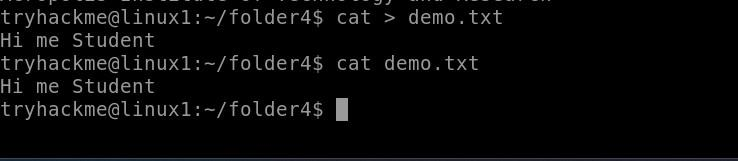 tryhackme@linux1:~/folder4$ cat > demo.txt
Hi me Student
tryhackme@linux1:~/folder4$ cat demo.txt
Hi me Student
tryhackme@linux1:~/folder4$